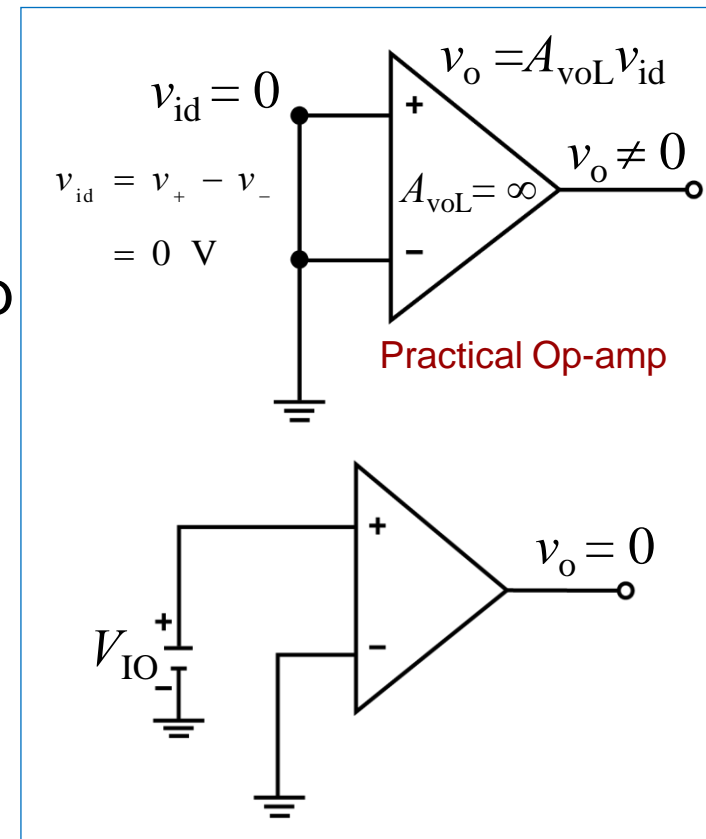 v_o = A_voL v_id
v_id = 0
+
v_o ≠ 0
v_id = v_+ − v_−
A_voL = ∞
= 0 V
−
Practical Op-amp
+
v_o = 0
+
V_IO
−
−